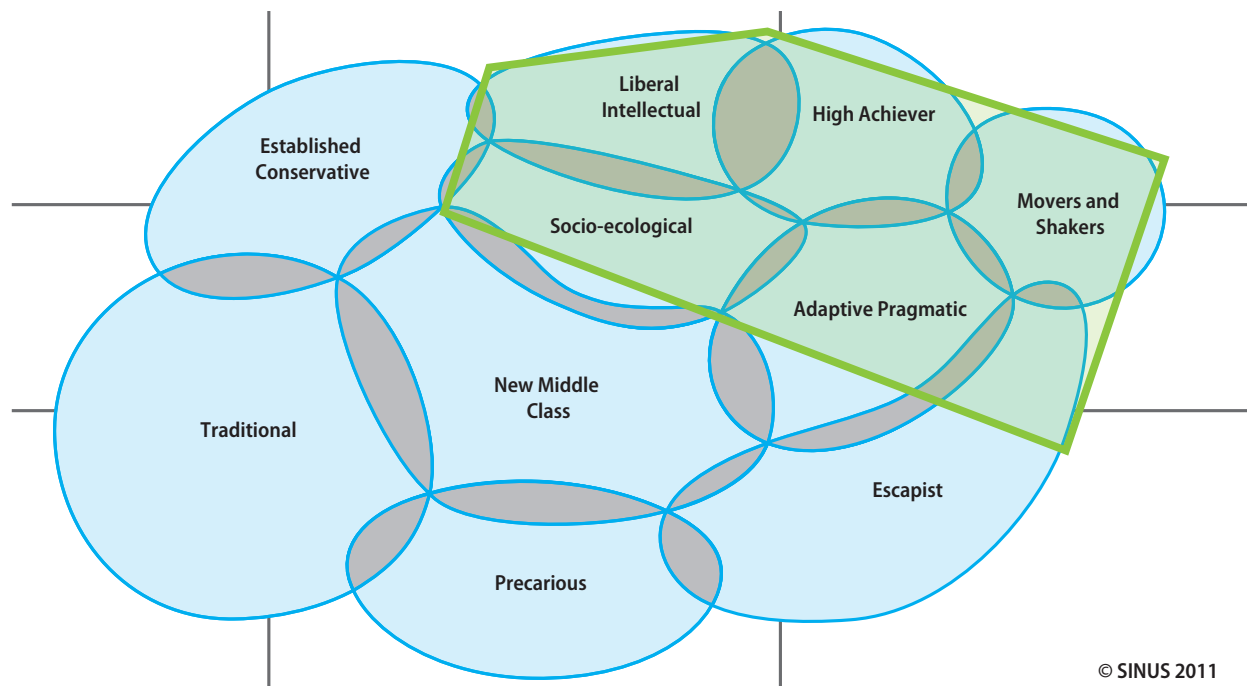 Liberal
Intellectual
High Achiever
Established
Conservative
Movers and
Shakers
Socio-ecological
Adaptive Pragmatic
New Middle
Class
Traditional
Escapist
Precarious
© SINUS 2011